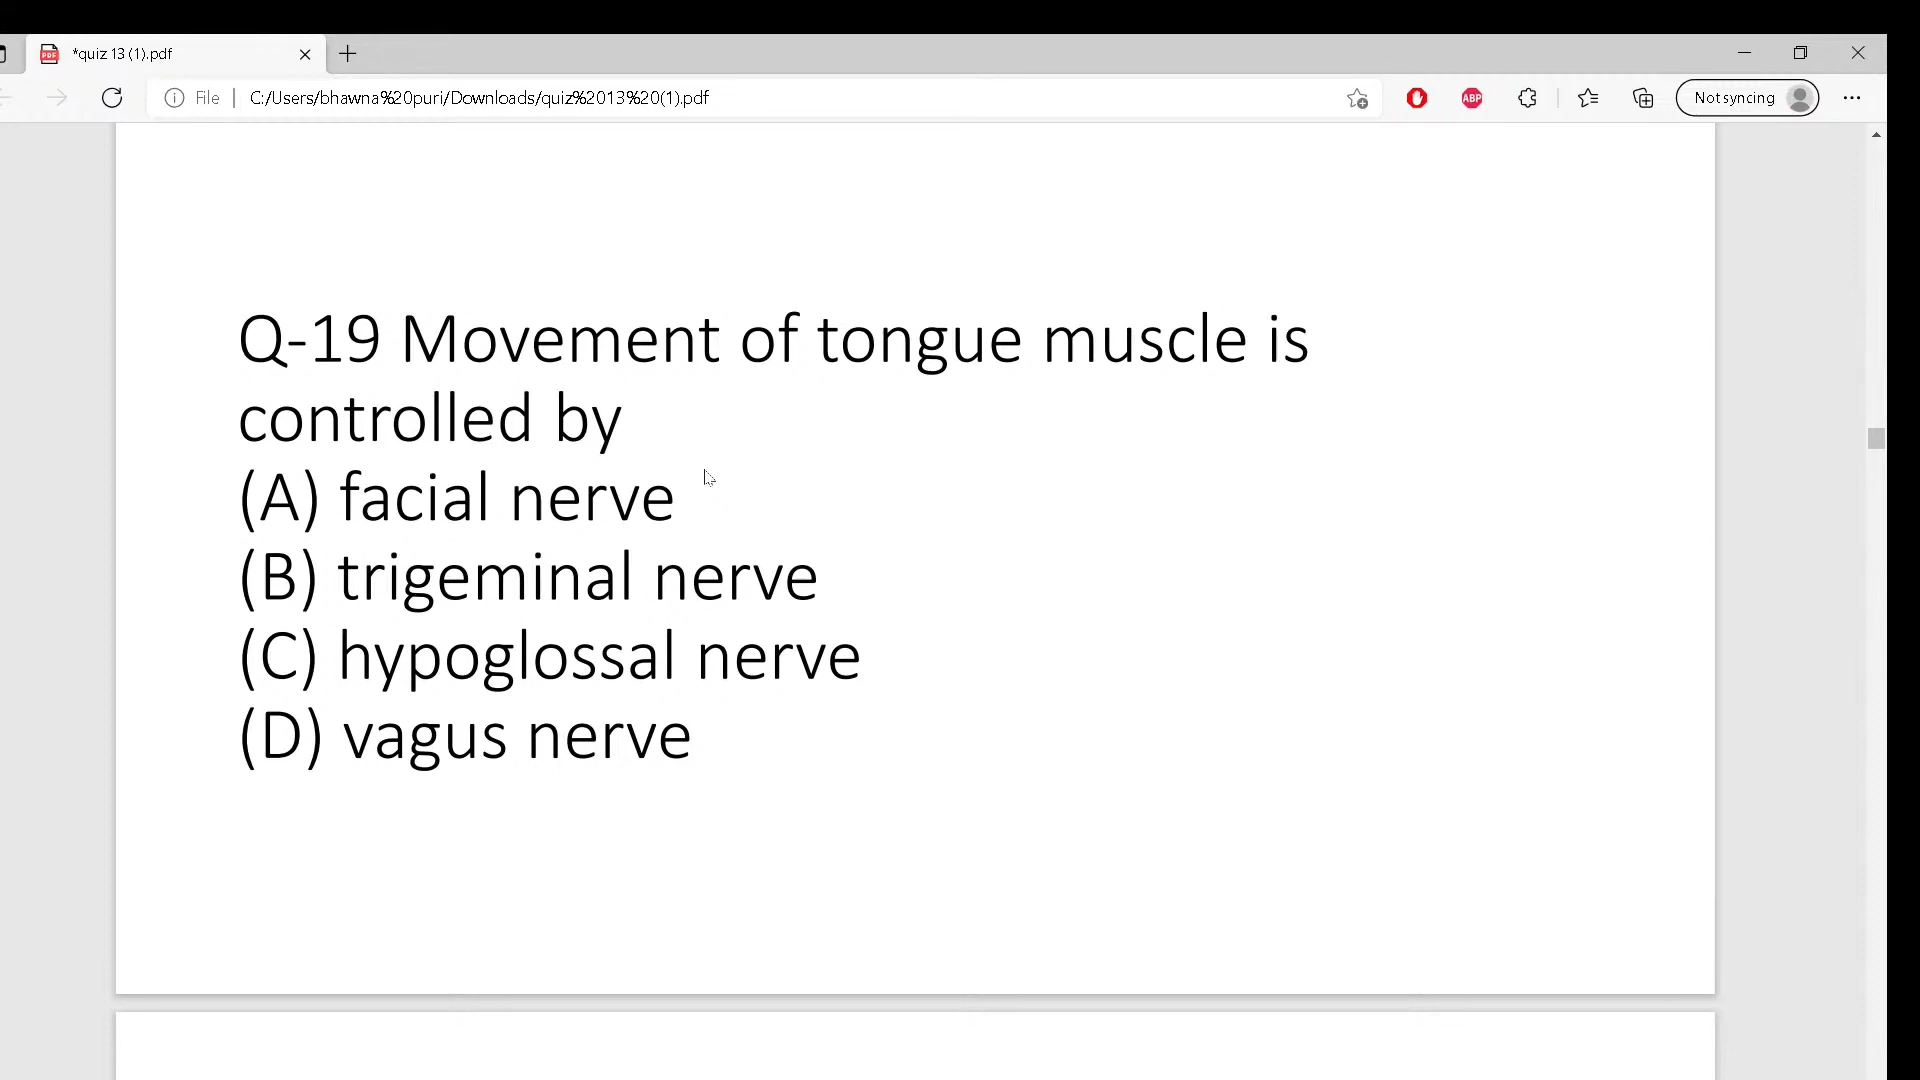 *quiz 13 (1).pdf
File
C:/Users/bhawna%20puri/Downloads/quiz%2013%20(1).pdf
ABP
Not syncing
Q-19 Movement of tongue muscle is
controlled by
(A) facial nerve
(B) trigeminal nerve
(C) hypoglossal nerve
(D) vagus nerve